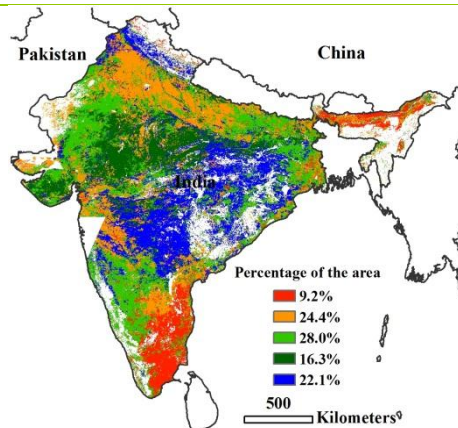 Pakistan
China
India
Percentage of the area
9.2%
24.4%
28.0%
16.3%
22.1%
500
Kilometers